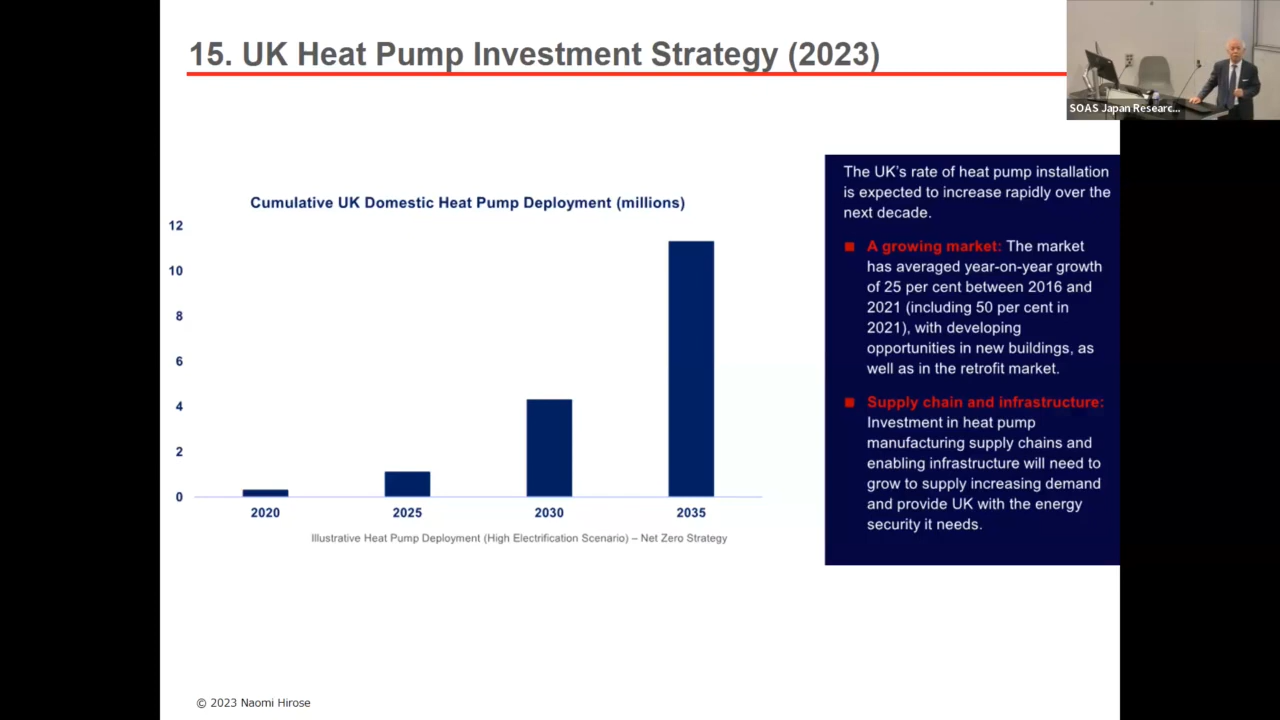 15. UK Heat Pump Investment Strategy (2023)
SOAS Japan Researc...
Cumulative UK Domestic Heat Pump Deployment (millions)
12
10
8
6
4
2
0
2020 2025 2030 2035
Illustrative Heat Pump Deployment (High Electrification Scenario) – Net Zero Strategy
The UK's rate of heat pump installation
is expected to increase rapidly over the
next decade.
A growing market: The market
has averaged year-on-year growth
of 25 per cent between 2016 and
2021 (including 50 per cent in
2021), with developing
opportunities in new buildings, as
well as in the retrofit market.
Supply chain and infrastructure:
Investment in heat pump
manufacturing supply chains and
enabling infrastructure will need to
grow to supply increasing demand
and provide UK with the energy
security it needs.
© 2023 Naomi Hirose